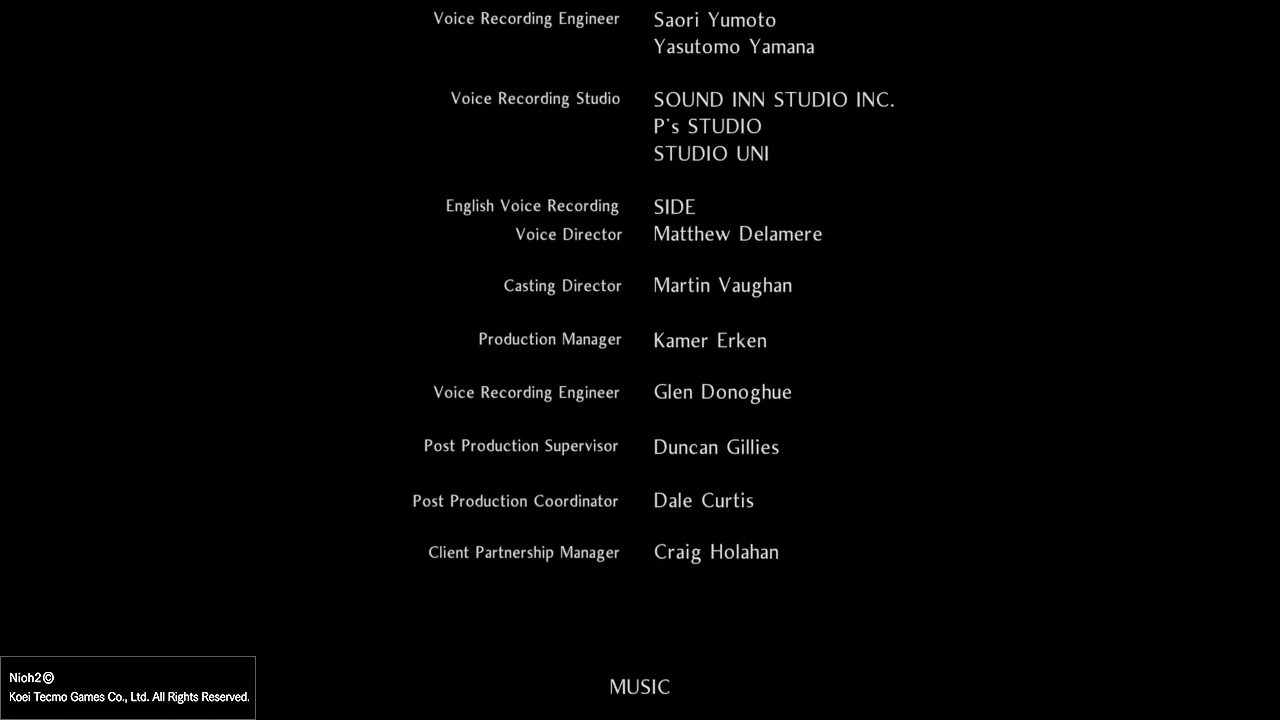 Voice Recording Engineer Saori Yumoto
Yasutomo Yamana
Voice Recording Studio SOUND INN STUDIO INC.
P's STUDIO
STUDIO UNI
English Voice Recording SIDE
Voice Director Matthew Delamere
Casting Director Martin Vaughan
Production Manager Kamer Erken
Voice Recording Engineer Glen Donoghue
Post Production Supervisor Duncan Gillies
Post Production Coordinator Dale Curtis
Client Partnership Manager Craig Holahan
MUSIC
Nioh2©
Koei Tecmo Games Co., Ltd. All Rights Reserved.